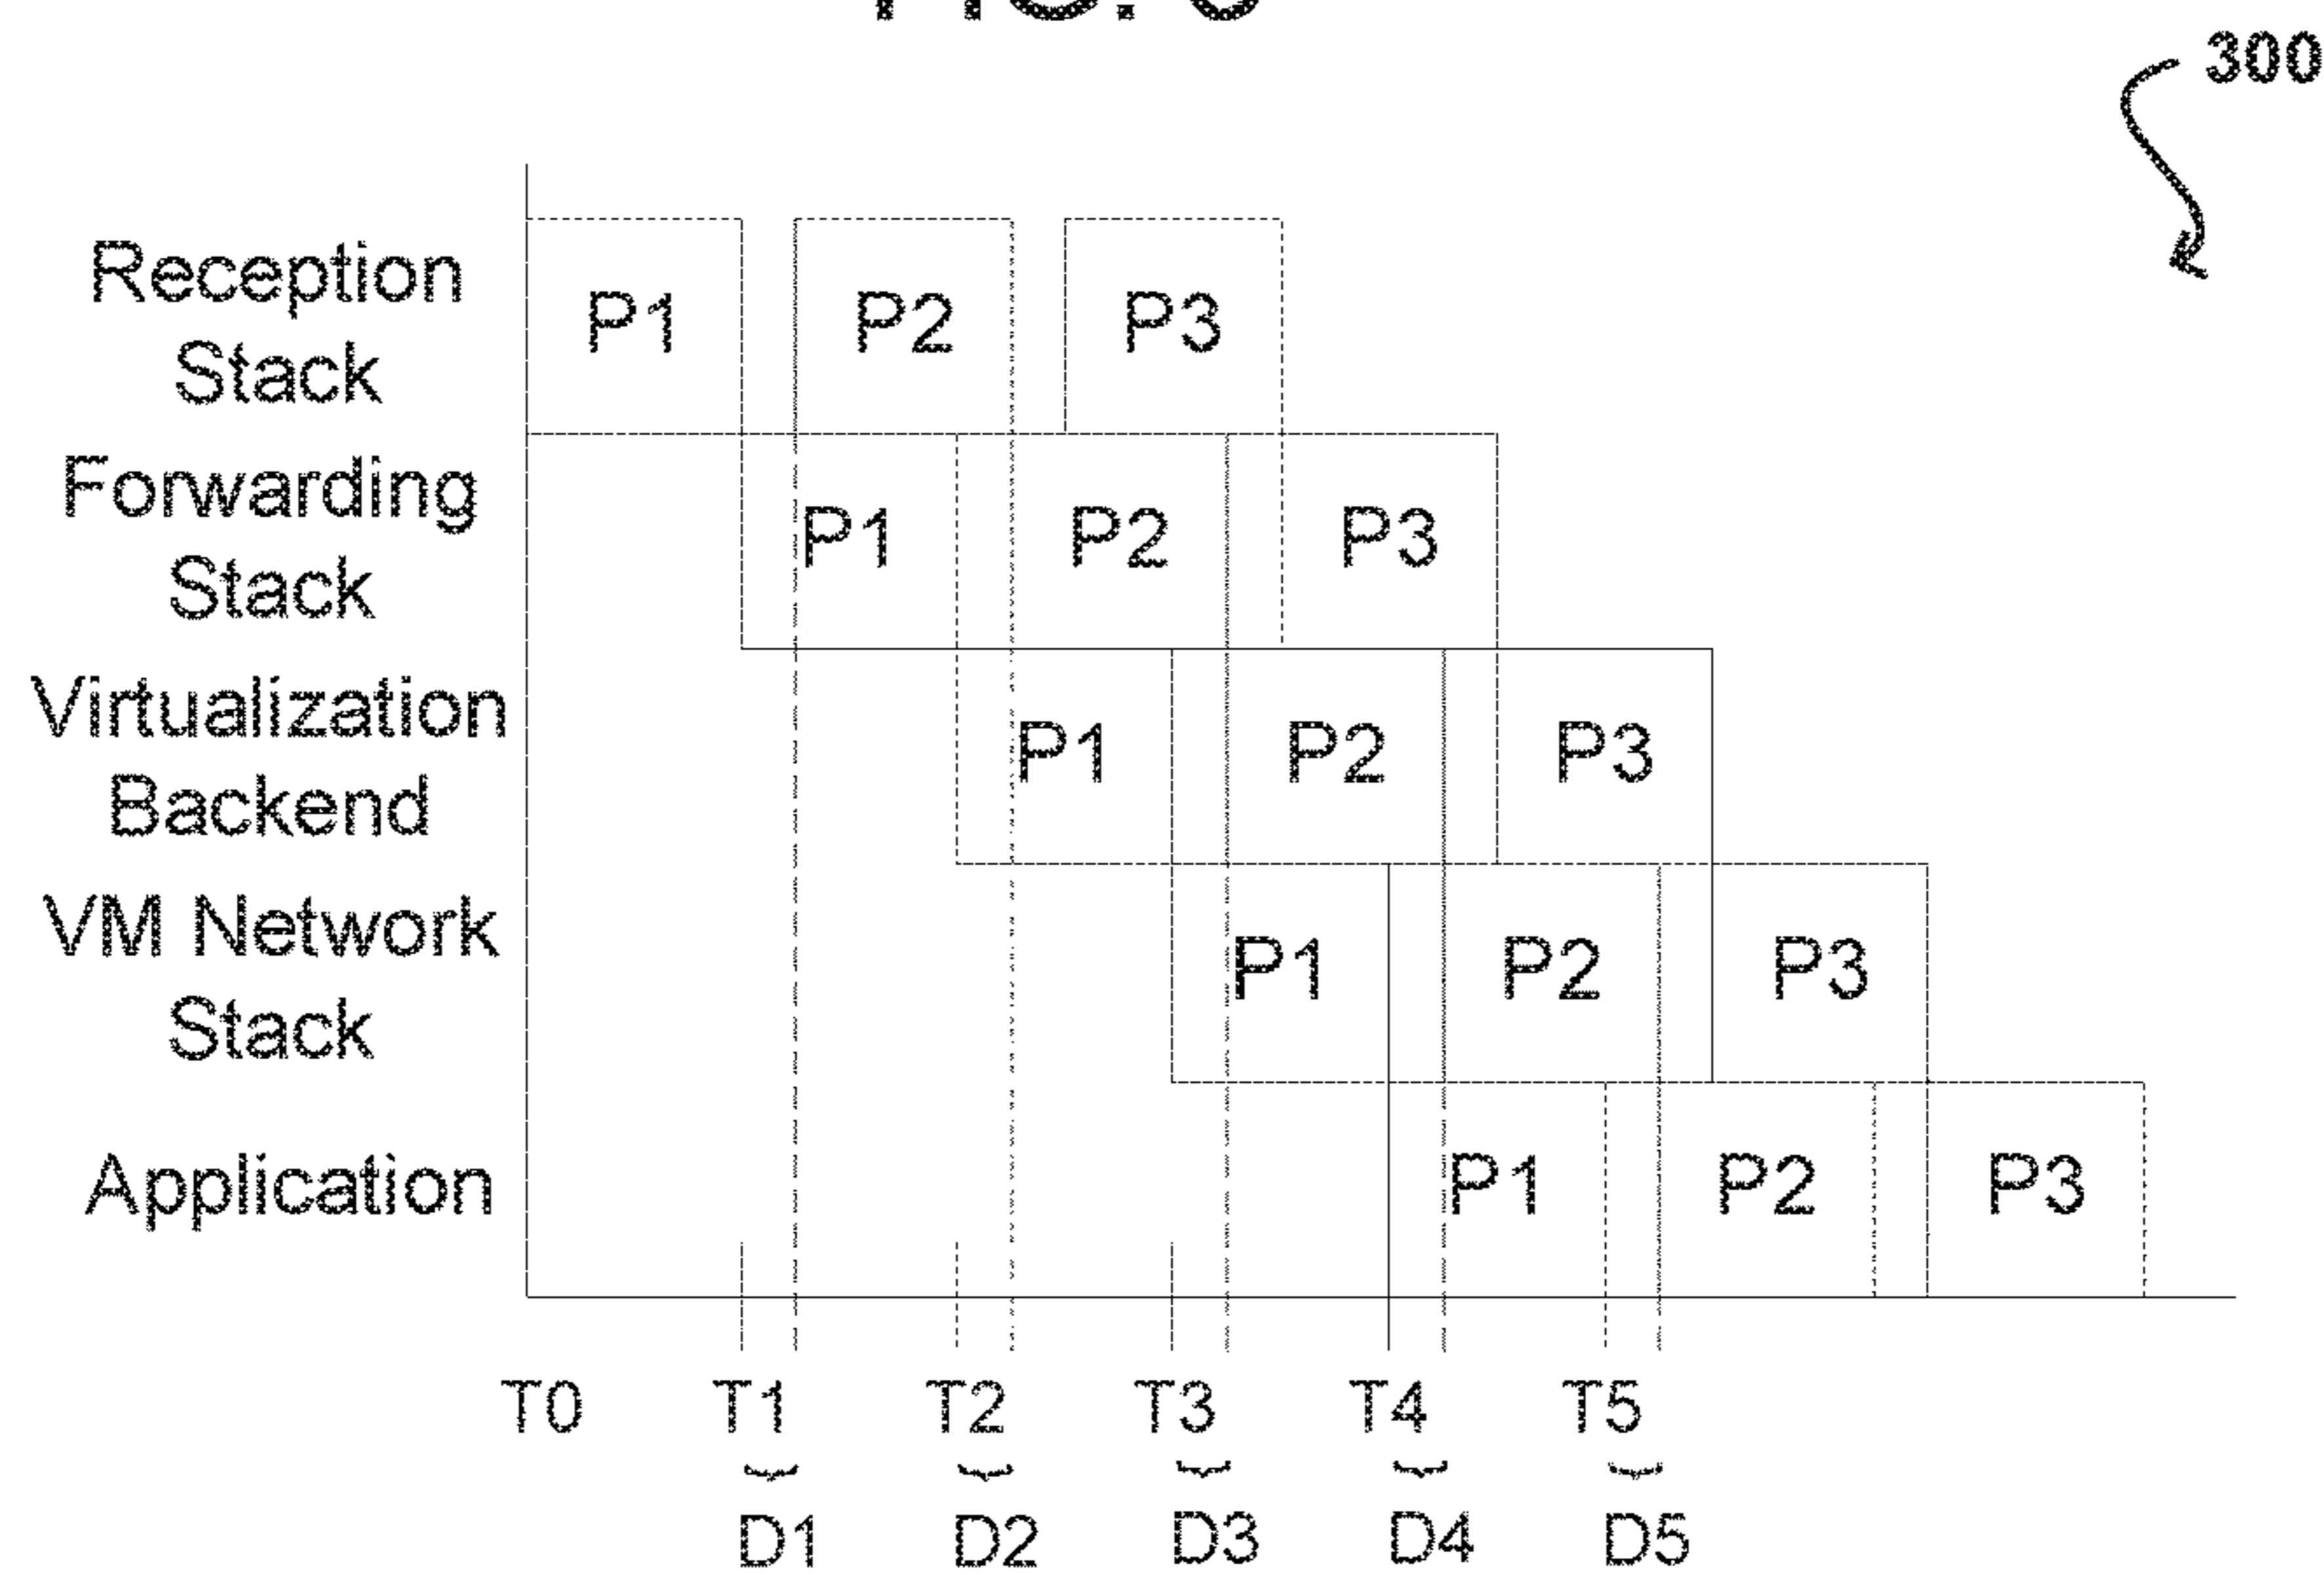 300
Reception
Stack
P1 P2 P3
Forwarding
Stack
P1 P2 P3
Virtualization
Backend
P1 P2 P3
VM Network
Stack
P1 P2 P3
Application
P1 P2 P3
T0 T1 T2 T3 T4 T5
D1 D2 D3 D4 D5